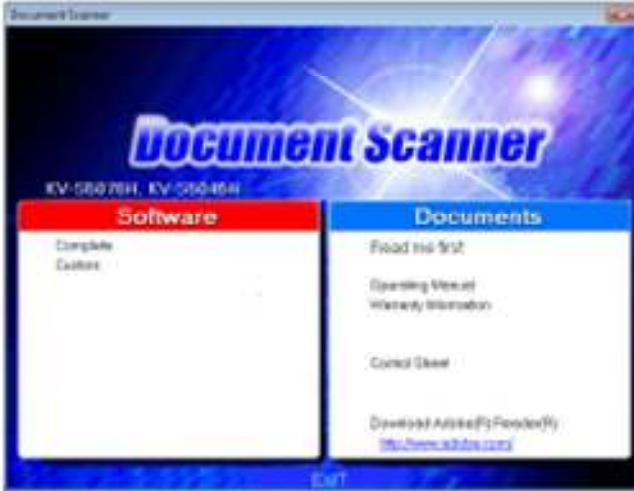 Document Scanner
Document Scanner
KV-S5076H, KV-S5046H
Software
Complete
Custom
Documents
Read me first
Operating Manual
Warranty Information
Control Sheet
Download Adobe(R) Reader(R)
http://www.adobe.com/
EXIT